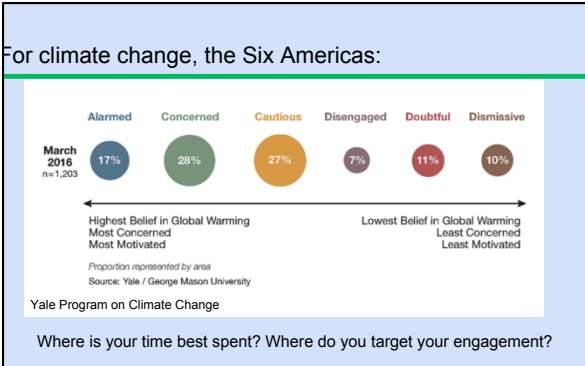 For climate change, the Six Americas:
Alarmed Concerned Cautious Disengaged Doubtful Dismissive
March
2016
n=1,203
17% 28% 27% 7% 11% 10%
Highest Belief in Global Warming
Most Concerned
Most Motivated
Lowest Belief in Global Warming
Least Concerned
Least Motivated
Proportion represented by area
Source: Yale / George Mason University
Yale Program on Climate Change
Where is your time best spent? Where do you target your engagement?